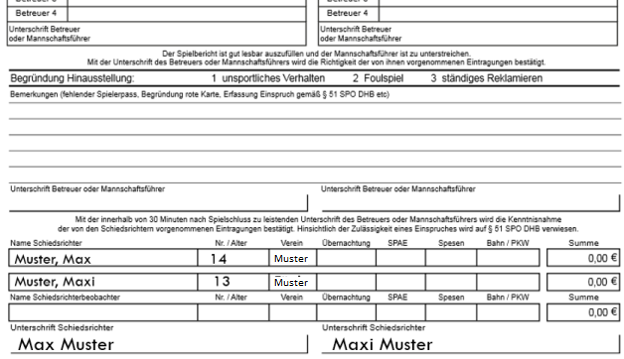 Betreuer 4 Betreuer 4
Unterschrift Betreuer Unterschrift Betreuer
oder Mannschaftsführer oder Mannschaftsführer
Der Spielbericht ist gut lesbar auszufüllen und der Mannschaftsführer ist zu unterstreichen.
Mit der Unterschrift des Betreuers oder Mannschaftsführers wird die Richtigkeit der von ihnen vorgenommenen Eintragungen bestätigt.
Begründung Hinausstellung: 1 unsportliches Verhalten 2 Foulspiel 3 ständiges Reklamieren
Bemerkungen (fehlender Spielerpass, Begründung rote Karte, Erfassung Einspruch gemäß § 51 SPO DHB etc)
Unterschrift Betreuer oder Mannschaftsführer Unterschrift Betreuer oder Mannschaftsführer
Mit der innerhalb von 30 Minuten nach Spielschluss zu leistenden Unterschrift des Betreuers oder Mannschaftsführers wird die Kenntnisnahme
der von den Schiedsrichtern vorgenommenen Eintragungen bestätigt. Hinsichtlich der Zulässigkeit eines Einspruches wird auf § 51 SPO DHB verwiesen.
Name Schiedsrichter Nr. / Alter Verein Übernachtung SPAE Spesen Bahn / PKW Summe
Muster, Max 14 Muster 0,00 €
Muster, Maxi 13 Muster 0,00 €
Name Schiedsrichterbeobachter Nr. / Alter Verein Übernachtung SPAE Spesen Bahn / PKW Summe
0,00 €
Unterschrift Schiedsrichter Unterschrift Schiedsrichter
Max Muster Maxi Muster